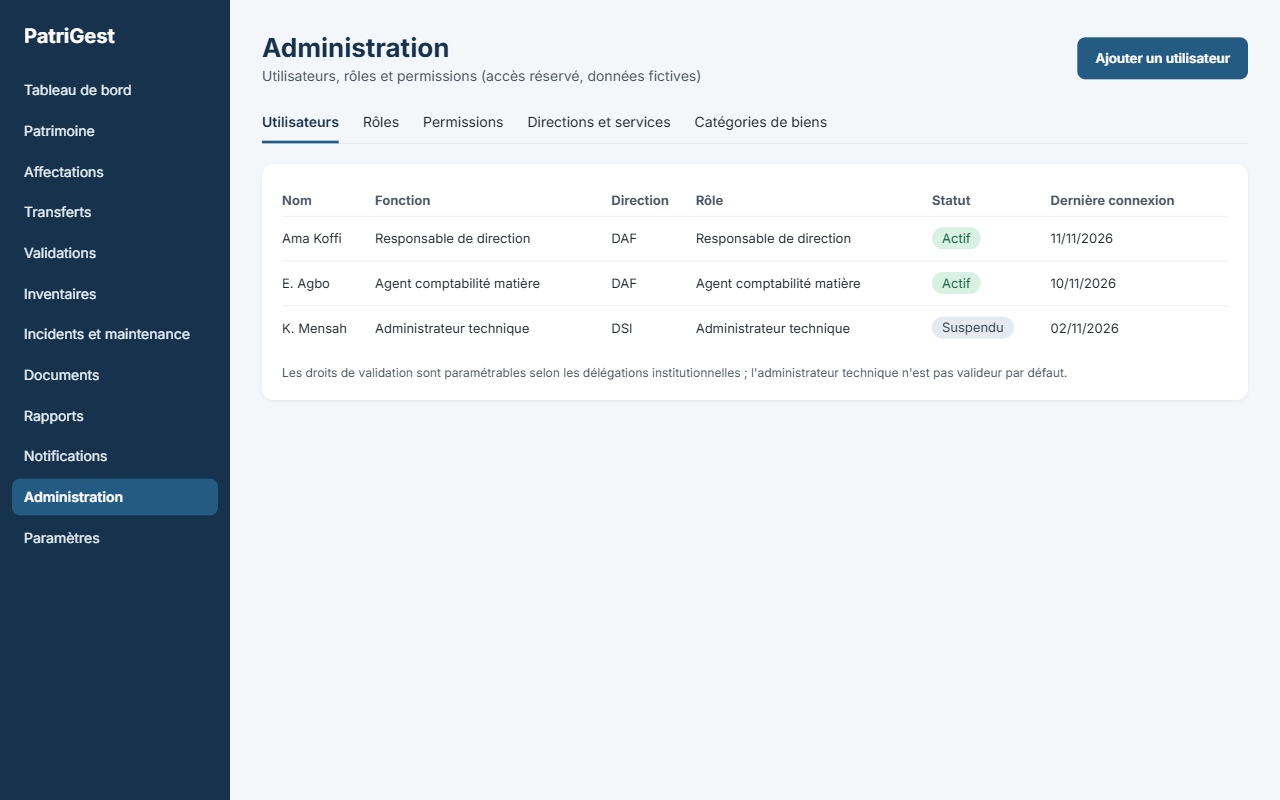 PatriGest
Tableau de bord
Patrimoine
Affectations
Transferts
Validations
Inventaires
Incidents et maintenance
Documents
Rapports
Notifications
Administration
Paramètres
Administration
Utilisateurs, rôles et permissions (accès réservé, données fictives)
Ajouter un utilisateur
Utilisateurs Rôles Permissions Directions et services Catégories de biens
Nom Fonction Direction Rôle Statut Dernière connexion
Ama Koffi Responsable de direction DAF Responsable de direction Actif 11/11/2026
E. Agbo Agent comptabilité matière DAF Agent comptabilité matière Actif 10/11/2026
K. Mensah Administrateur technique DSI Administrateur technique Suspendu 02/11/2026
Les droits de validation sont paramétrables selon les délégations institutionnelles ; l'administrateur technique n'est pas valideur par défaut.